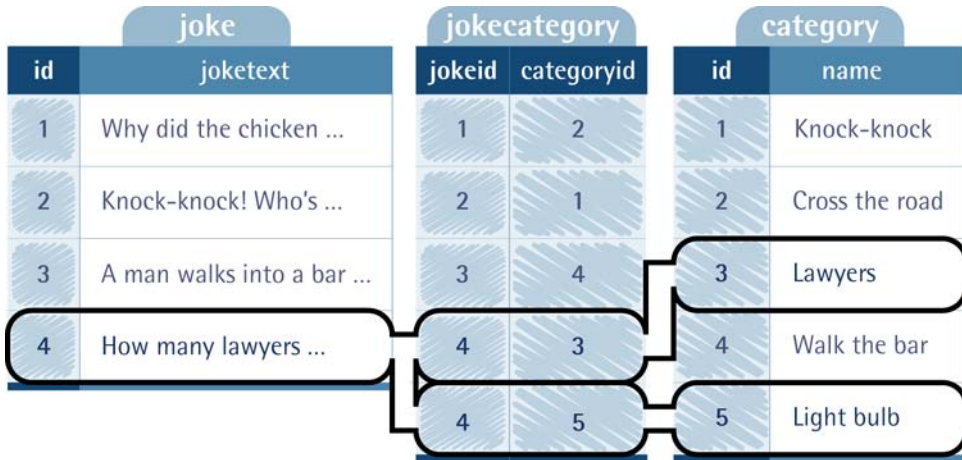 joke
id joketext
1 Why did the chicken ...
2 Knock-knock! Who's ...
3 A man walks into a bar ...
4 How many lawyers ...
jokecategory
jokeid categoryid
1 2
2 1
3 4
4 3
4 5
category
id name
1 Knock-knock
2 Cross the road
3 Lawyers
4 Walk the bar
5 Light bulb